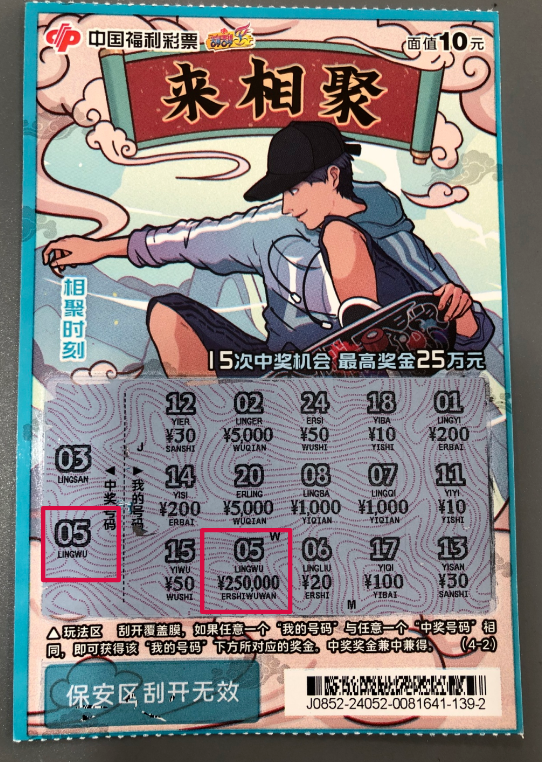 中国福利彩票 刮刮乐 面值10元
来相聚
相聚时刻
15次中奖机会 最高奖金25万元
12 02 24 18 01
YIER LINGER ERSI YIBA LINGYI
¥30 ¥5,000 ¥50 ¥10 ¥200
SANSHI WUQIAN WUSHI YISHI ERBAI
03
LINGSAN
J
中奖号码
我的号码
14 20 08 07 11
YISI ERLING LINGBA LINGQI YIYI
¥200 ¥5,000 ¥1,000 ¥1,000 ¥10
ERBAI WUQIAN YIQIAN YIQIAN YISHI
05
LINGWU
W
15 05 06 17 13
YIWU LINGWU LINGLIU YIQI YISAN
¥50 ¥250,000 ¥20 ¥100 ¥30
WUSHI ERSHIWUWAN ERSHI YIBAI SANSHI
M
▲玩法区 刮开覆盖膜，如果任意一个“我的号码”与任意一个“中奖号码”相
同，即可获得该“我的号码”下方所对应的奖金。中奖奖金兼中兼得。 (4-2)
保安区刮开无效
J0852-24052-0081641-139-2